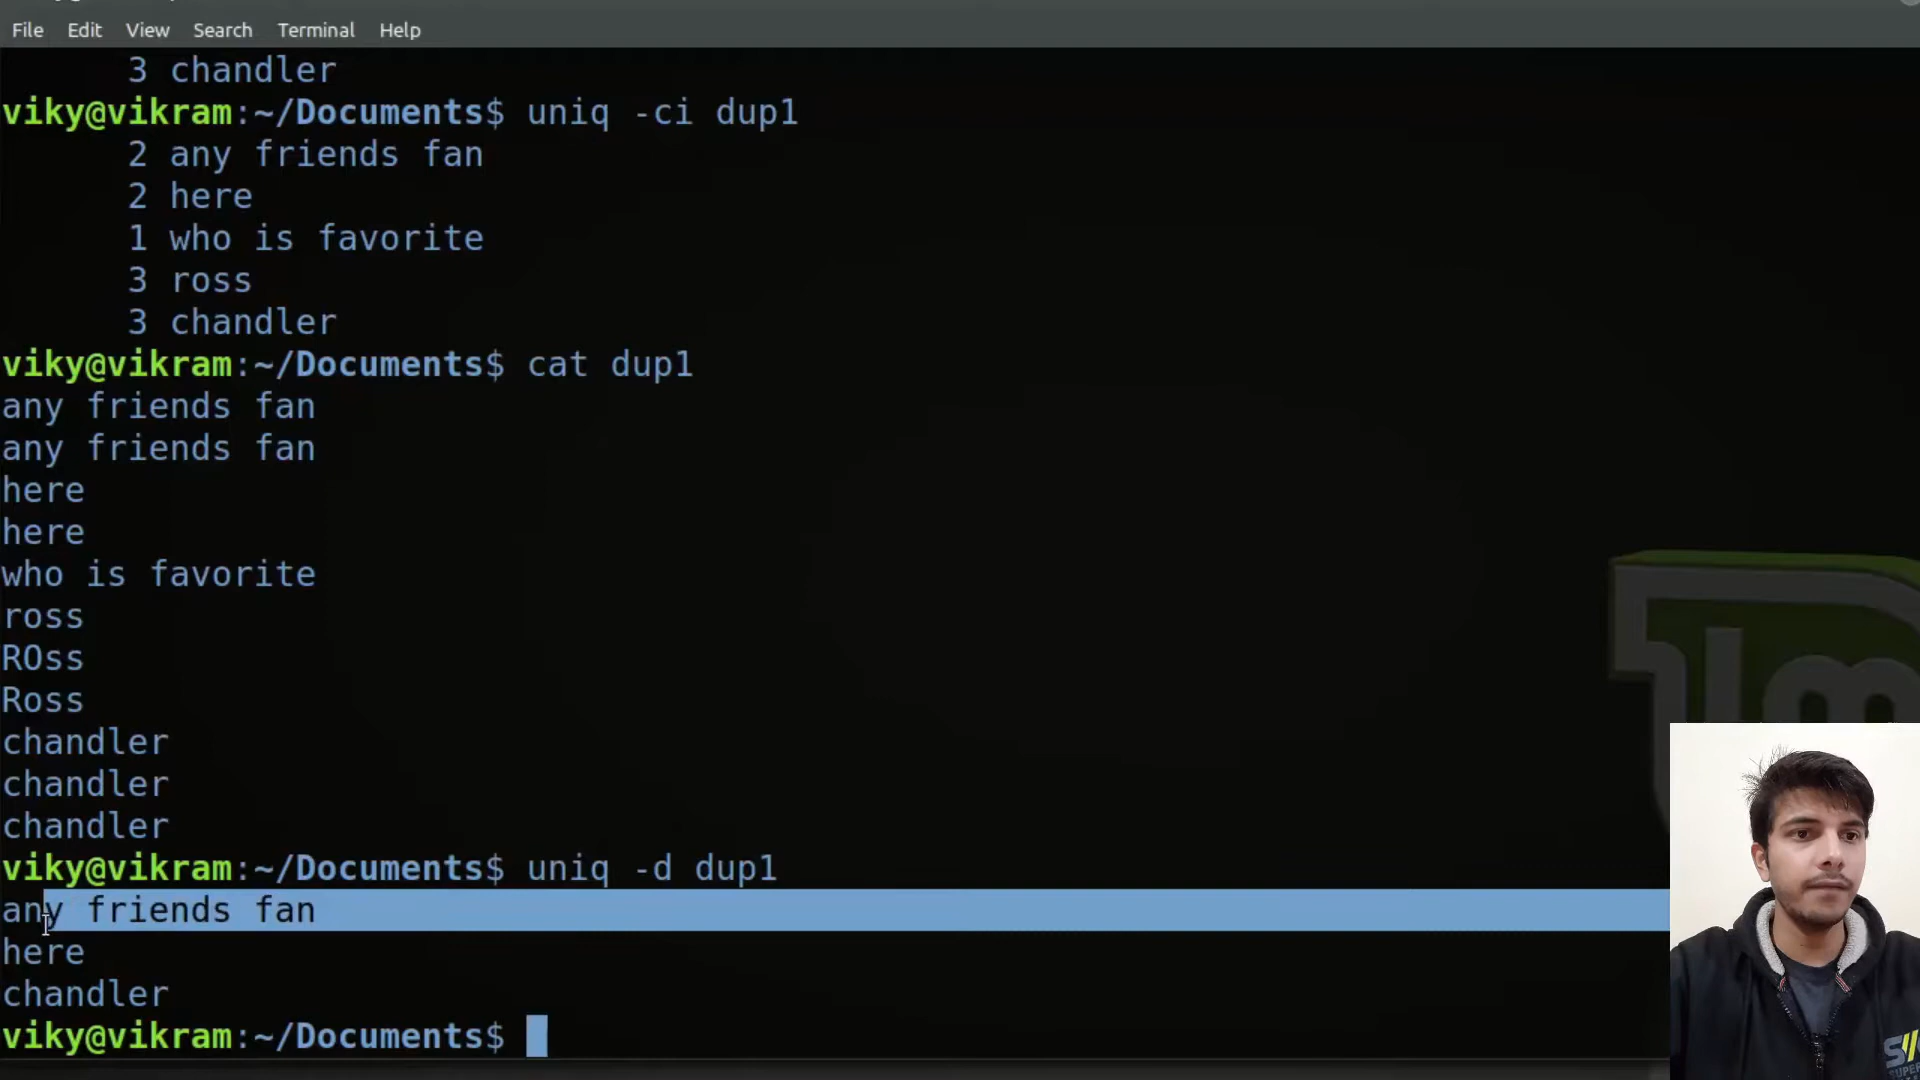 File Edit View Search Terminal Help
3 chandler
viky@vikram:~/Documents$ uniq -ci dup1
2 any friends fan
2 here
1 who is favorite
3 ross
3 chandler
viky@vikram:~/Documents$ cat dup1
any friends fan
any friends fan
here
here
who is favorite
ross
ROss
Ross
chandler
chandler
chandler
viky@vikram:~/Documents$ uniq -d dup1
any friends fan
here
chandler
viky@vikram:~/Documents$